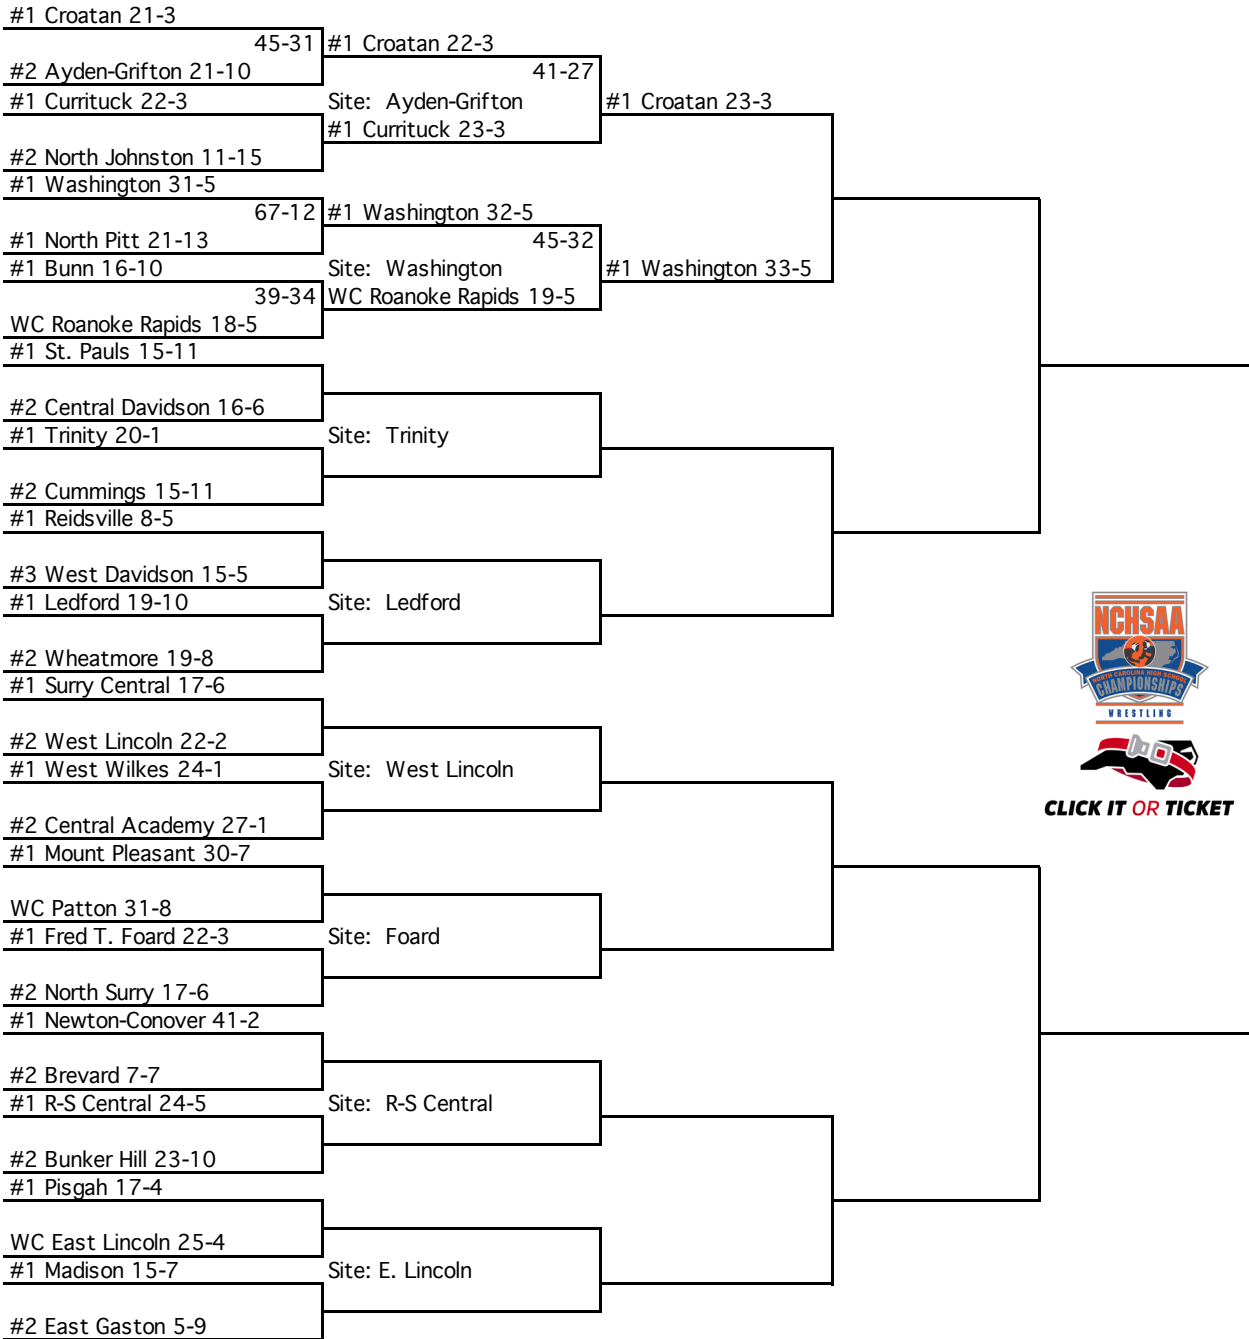 #1 Croatan 21-3
45-31 #1 Croatan 22-3
#2 Ayden-Grifton 21-10 41-27
#1 Currituck 22-3 Site: Ayden-Grifton #1 Croatan 23-3
#1 Currituck 23-3
#2 North Johnston 11-15
#1 Washington 31-5
67-12 #1 Washington 32-5
#1 North Pitt 21-13 45-32
#1 Bunn 16-10 Site: Washington #1 Washington 33-5
39-34 WC Roanoke Rapids 19-5
WC Roanoke Rapids 18-5
#1 St. Pauls 15-11
#2 Central Davidson 16-6
#1 Trinity 20-1 Site: Trinity
#2 Cummings 15-11
#1 Reidsville 8-5
#3 West Davidson 15-5
#1 Ledford 19-10 Site: Ledford
NCHSAA
#2 Wheatmore 19-8
NORTH CAROLINA HIGH SCHOOL
#1 Surry Central 17-6
CHAMPIONSHIPS
WRESTLING
#2 West Lincoln 22-2
#1 West Wilkes 24-1 Site: West Lincoln
CLICK IT OR TICKET
#2 Central Academy 27-1
#1 Mount Pleasant 30-7
WC Patton 31-8
#1 Fred T. Foard 22-3 Site: Foard
#2 North Surry 17-6
#1 Newton-Conover 41-2
#2 Brevard 7-7
#1 R-S Central 24-5 Site: R-S Central
#2 Bunker Hill 23-10
#1 Pisgah 17-4
WC East Lincoln 25-4
#1 Madison 15-7 Site: E. Lincoln
#2 East Gaston 5-9